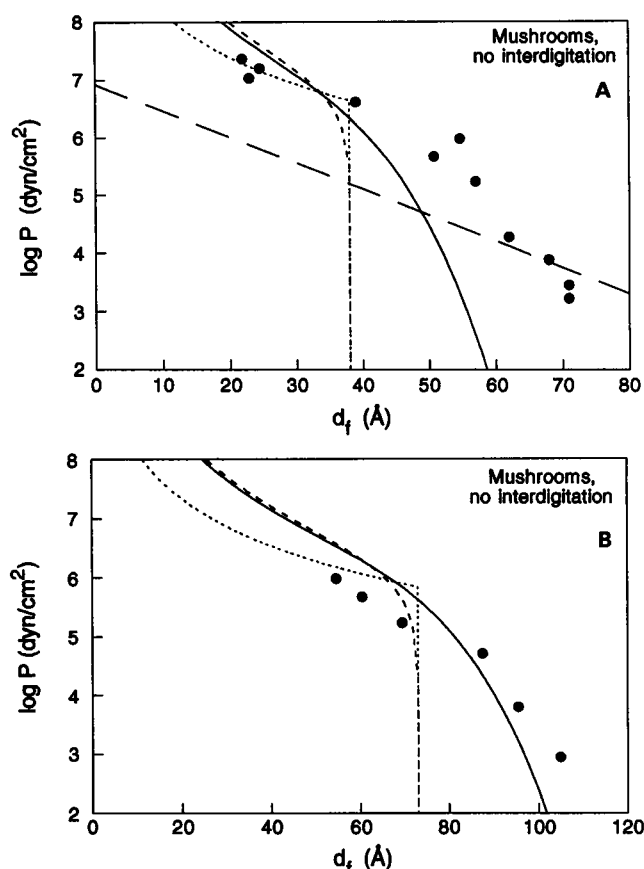 8
7
6
5
4
3
2
log P (dyn/cm²)
Mushrooms,
no interdigitation
A
0 10 20 30 40 50 60 70 80
d_f (Å)
8
7
6
5
4
3
2
log P (dyn/cm²)
Mushrooms,
no interdigitation
B
0 20 40 60 80 100 120
d_f (Å)